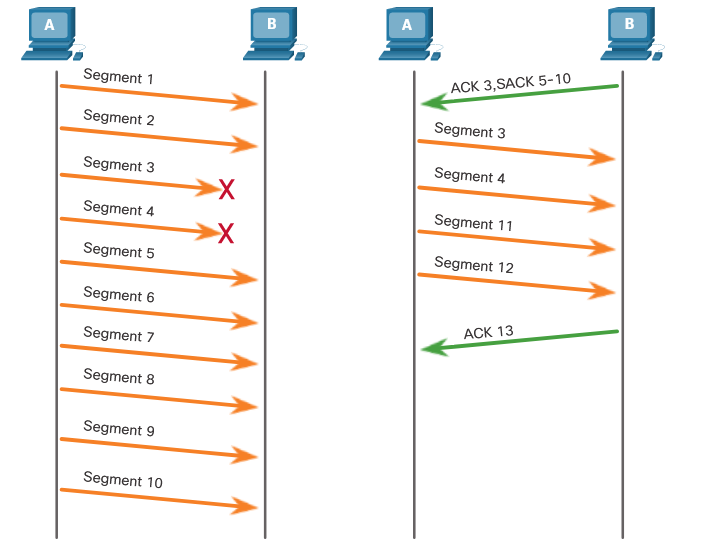 A
B
Segment 1
Segment 2
Segment 3
X
Segment 4
X
Segment 5
Segment 6
Segment 7
Segment 8
Segment 9
Segment 10
A
B
ACK 3,SACK 5-10
Segment 3
Segment 4
Segment 11
Segment 12
ACK 13